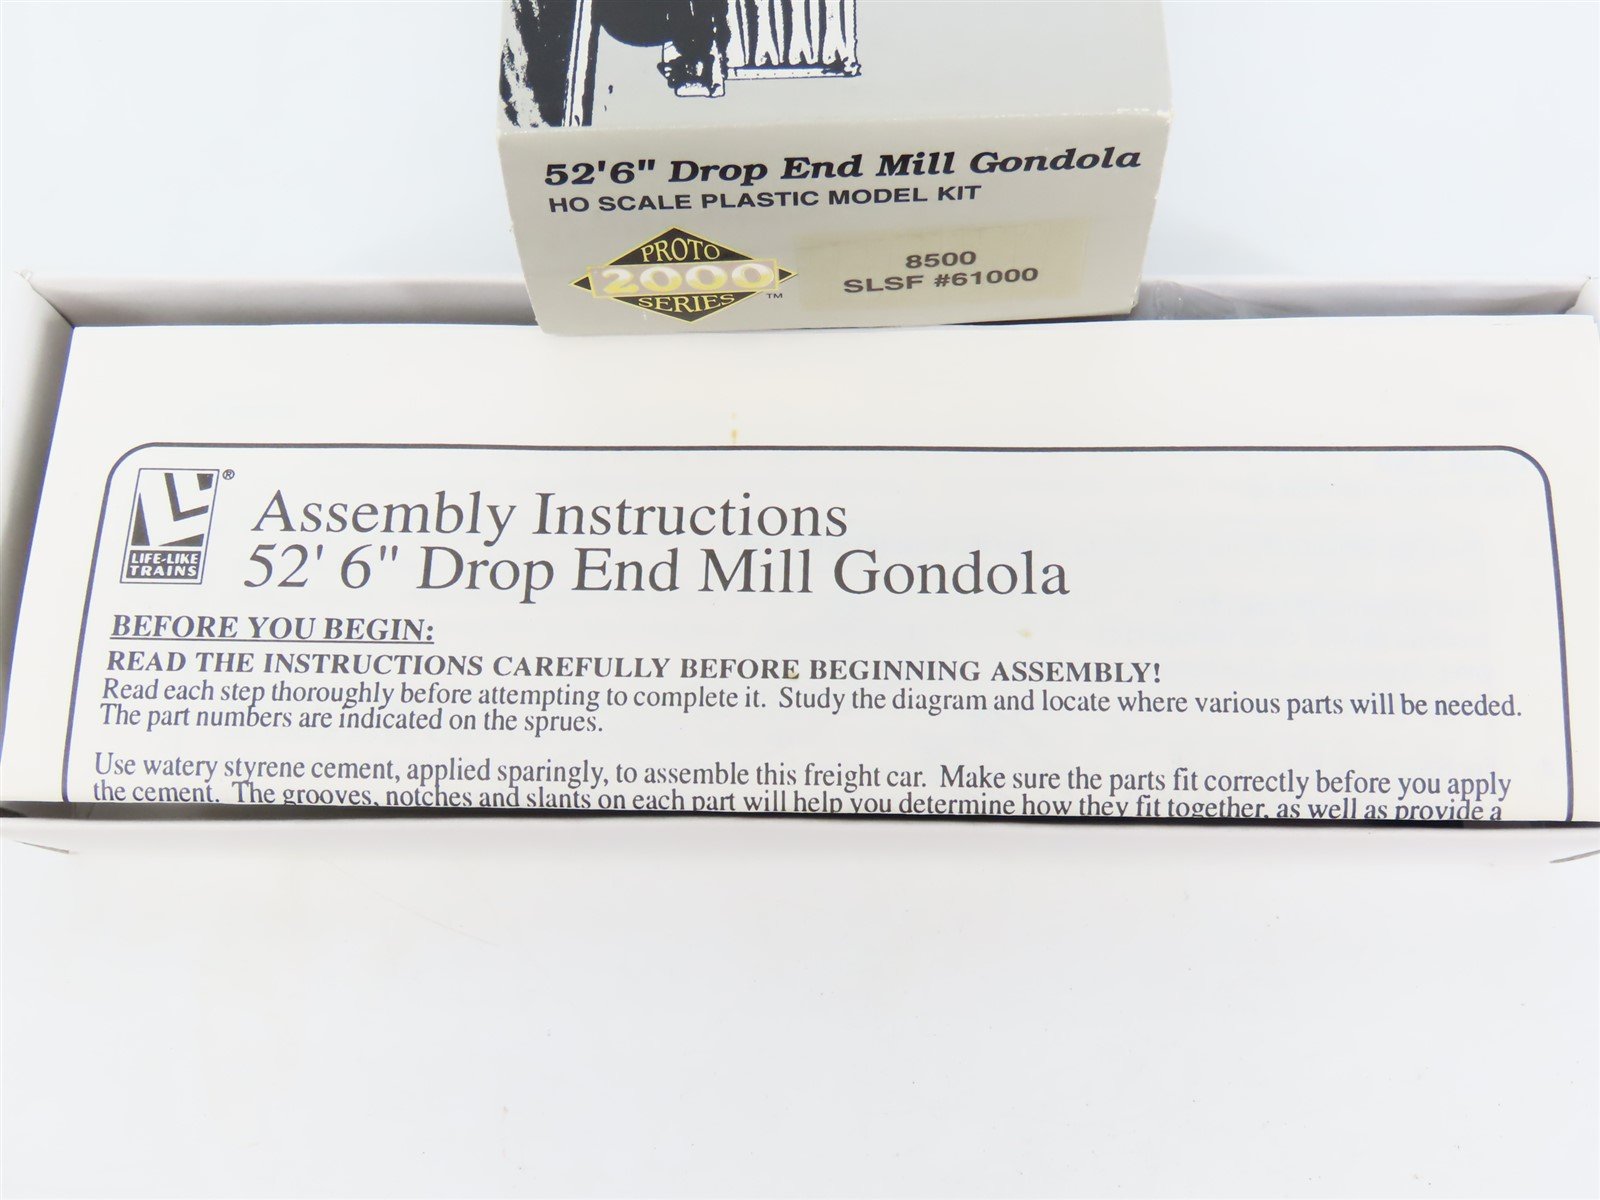 52'6" Drop End Mill Gondola
HO SCALE PLASTIC MODEL KIT
PROTO
2000
SERIES
™
8500
SLSF #61000
LIFE-LIKE
TRAINS
®
Assembly Instructions
52' 6" Drop End Mill Gondola
BEFORE YOU BEGIN:
READ THE INSTRUCTIONS CAREFULLY BEFORE BEGINNING ASSEMBLY!
Read each step thoroughly before attempting to complete it. Study the diagram and locate where various parts will be needed.
The part numbers are indicated on the sprues.
Use watery styrene cement, applied sparingly, to assemble this freight car. Make sure the parts fit correctly before you apply
the cement. The grooves, notches and slants on each part will help you determine how they fit together, as well as provide a